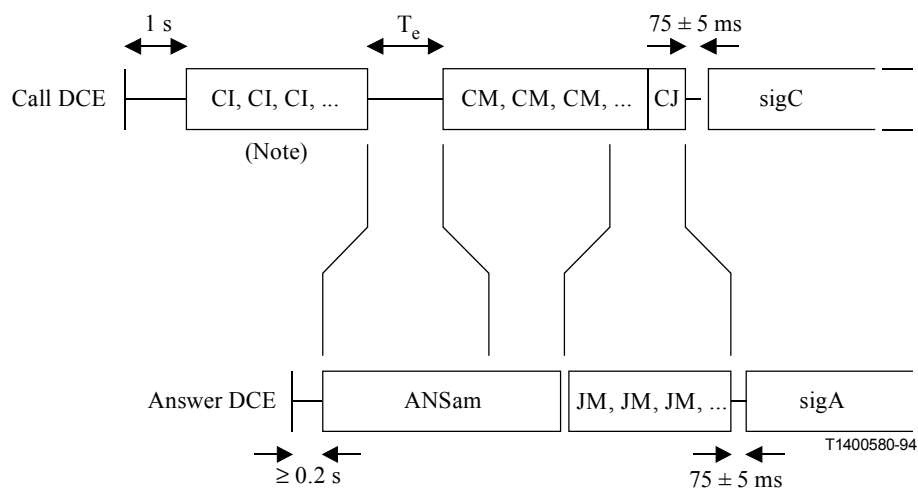 1 s
Tₑ
75 ± 5 ms
Call DCE
CI, CI, CI, ...
CM, CM, CM, ...
CJ
sigC
(Note)
Answer DCE
ANSam
JM, JM, JM, ...
sigA
T1400580-94
≥ 0.2 s
75 ± 5 ms